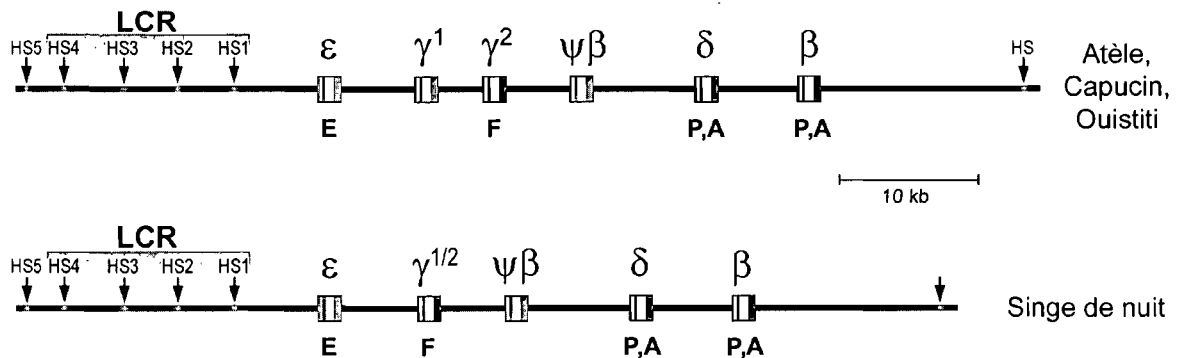 LCR
HS5 HS4 HS3 HS2 HS1 HS
ε γ1 γ2 ψβ δ β
E F P,A P,A
Atèle,
Capucin,
Ouistiti
10 kb
LCR
HS5 HS4 HS3 HS2 HS1
ε γ1/2 ψβ δ β
E F P,A P,A
Singe de nuit